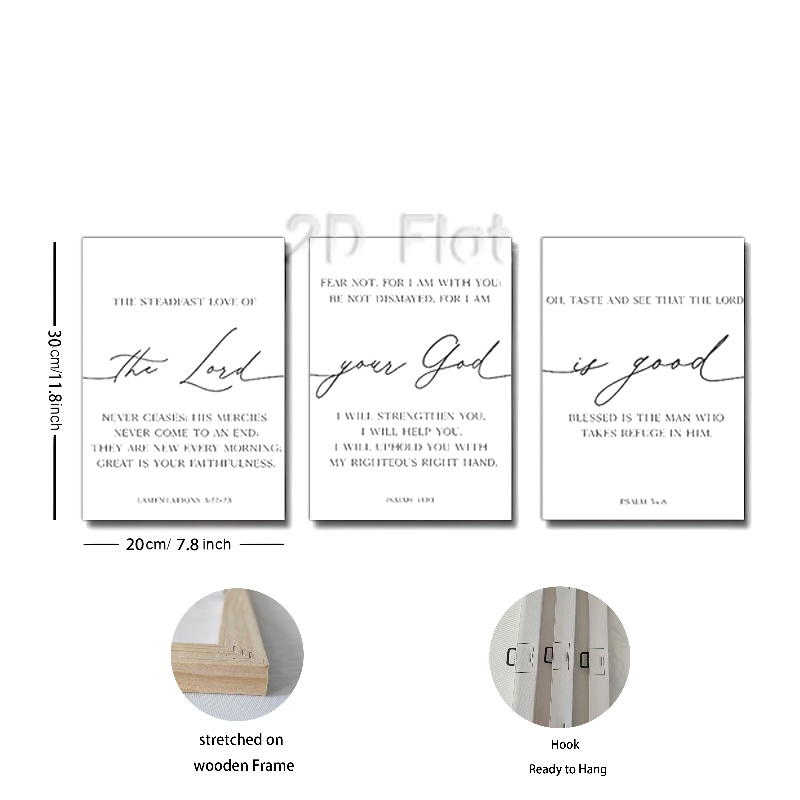 2D Flat
THE STEADFAST LOVE OF
the Lord
NEVER CEASES; HIS MERCIES
NEVER COME TO AN END;
THEY ARE NEW EVERY MORNING;
GREAT IS YOUR FAITHFULNESS.
LAMENTATIONS 3:22-23
FEAR NOT, FOR I AM WITH YOU;
BE NOT DISMAYED, FOR I AM
your God
I WILL STRENGTHEN YOU,
I WILL HELP YOU,
I WILL UPHOLD YOU WITH
MY RIGHTEOUS RIGHT HAND.
ISAIAH 41:10
OH, TASTE AND SEE THAT THE LORD
is good
BLESSED IS THE MAN WHO
TAKES REFUGE IN HIM.
PSALM 34:8
30cm/11.8inch
20cm/ 7.8 inch
stretched on
wooden Frame
Hook
Ready to Hang